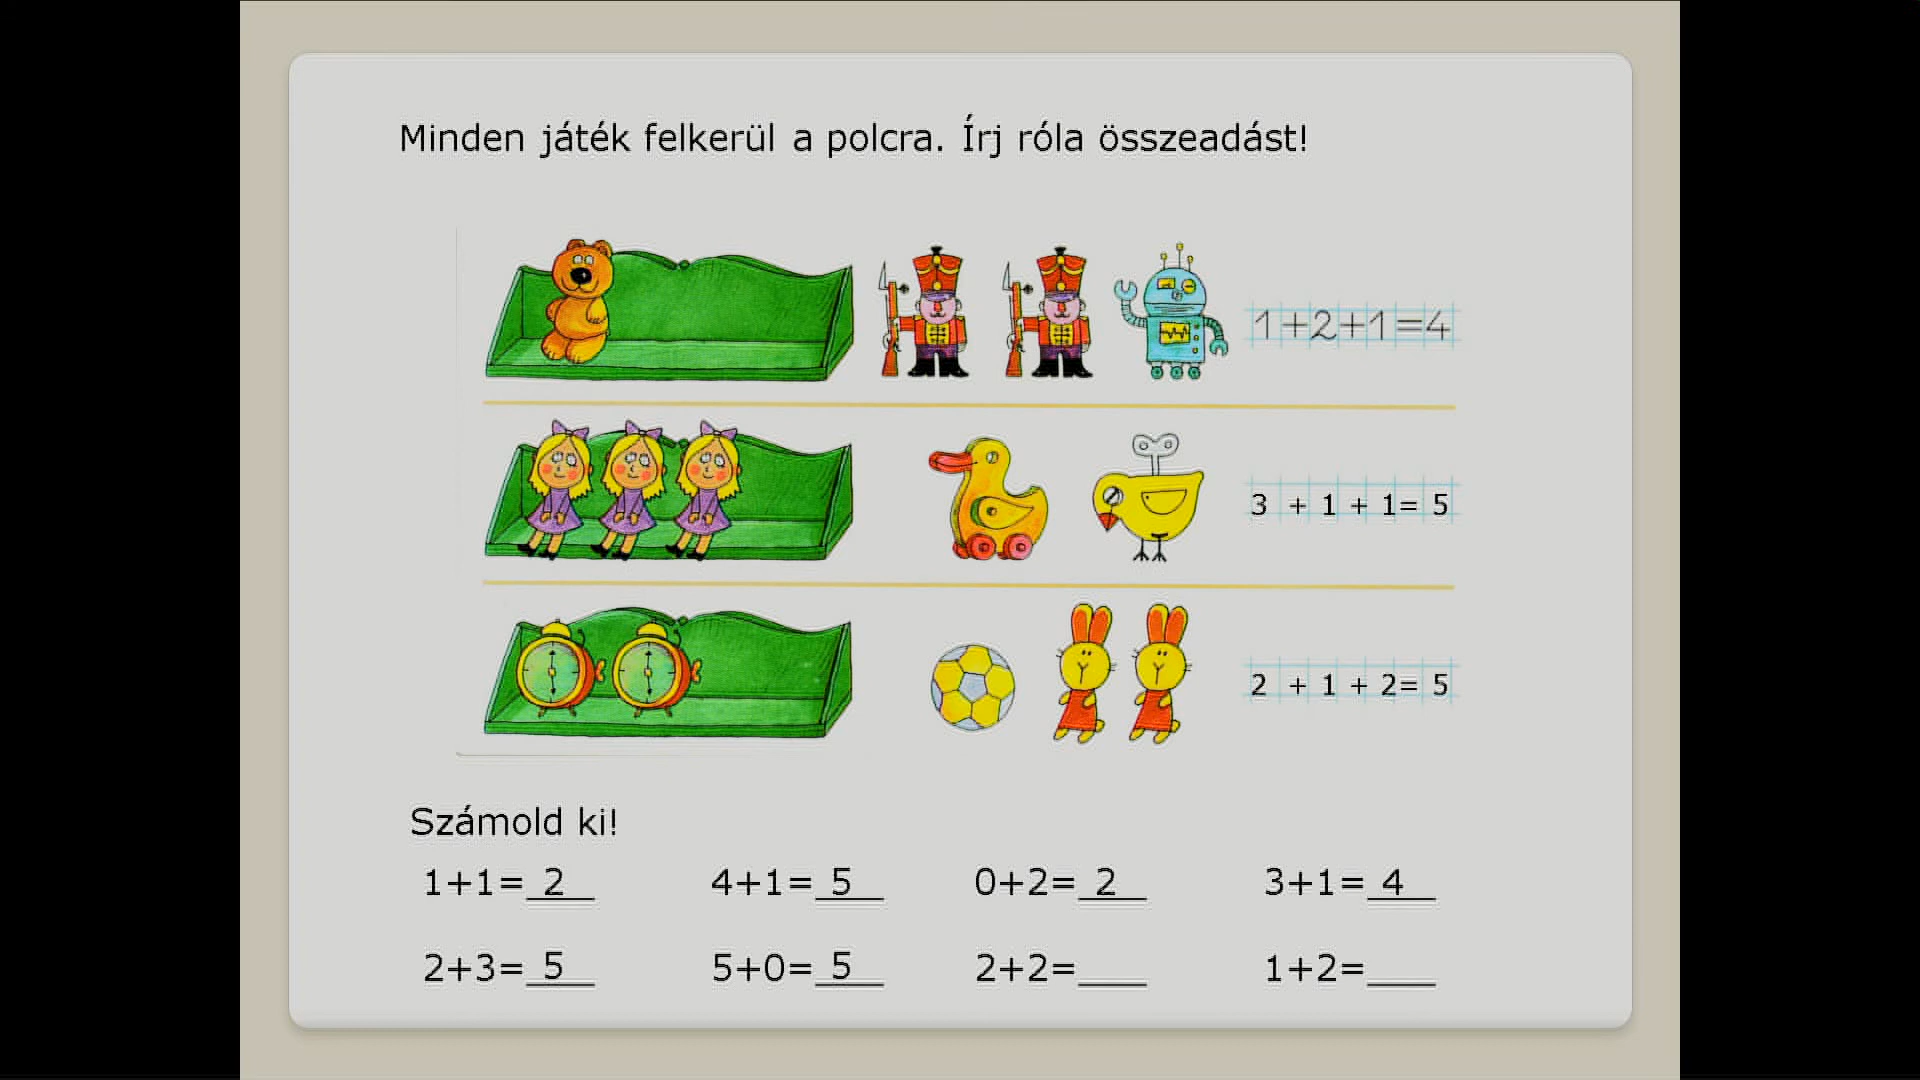 Minden játék felkerül a polcra. Írj róla összeadást!
1+2+1=4
3 + 1 + 1= 5
2 + 1 + 2= 5
Számold ki!
1+1= 2 4+1= 5 0+2= 2 3+1= 4
2+3= 5 5+0= 5 2+2=____ 1+2=____